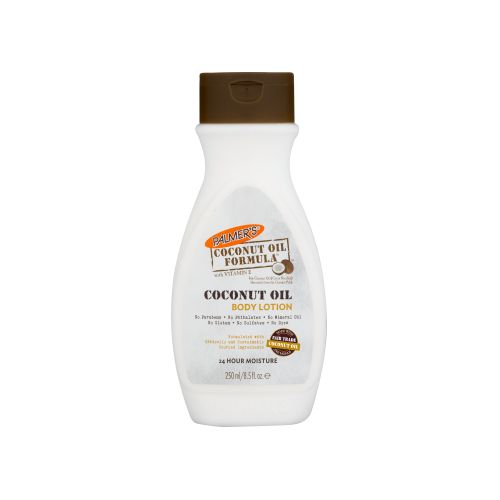 PALMER'S
COCONUT OIL
FORMULA
with VITAMIN E
COCONUT OIL
BODY LOTION
No Parabens • No Phthalates • No Mineral Oil
No Gluten • No Sulfates • No Dyes
Formulated with
Ethically and Sustainably
Sourced Ingredients
FAIR TRADE
COCONUT OIL
24 HOUR MOISTURE
250 ml/8.5 fl. oz. e